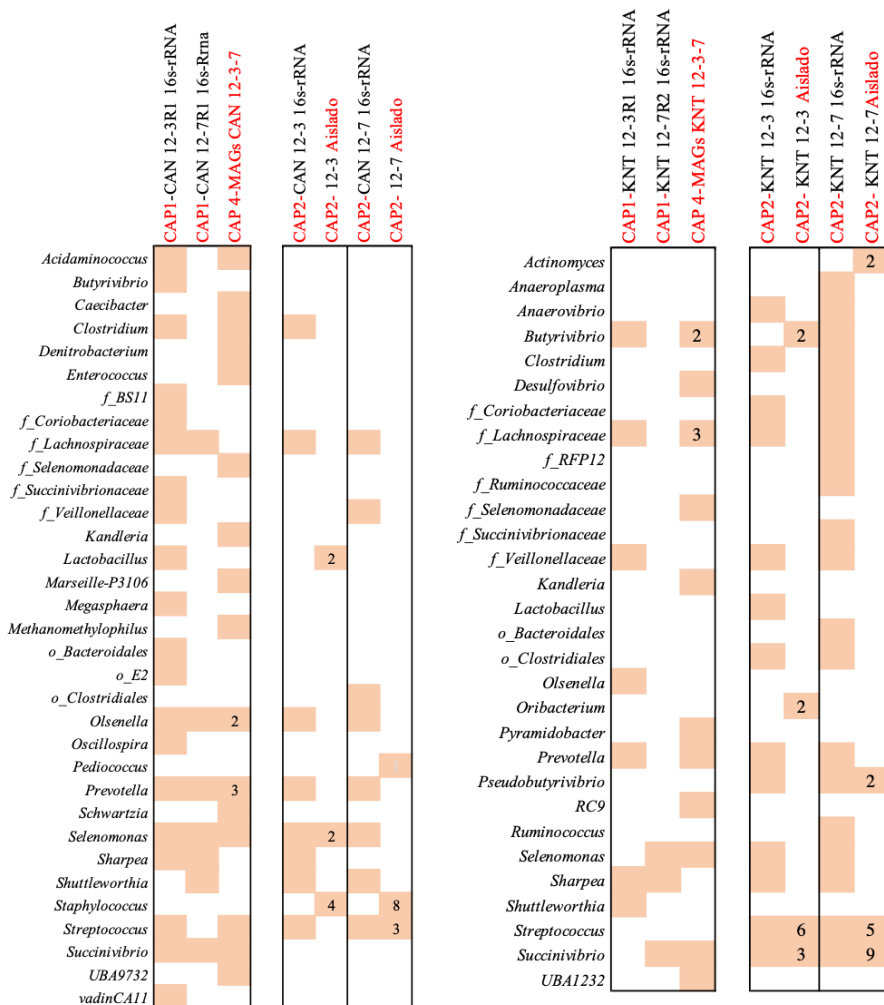 CAP1-CAN 12-3R1 16s-rRNA
CAP1-CAN 12-7R1 16s-Rrna
CAP 4-MAGs CAN 12-3-7
CAP2-CAN 12-3 16s-rRNA
CAP2- 12-3 Aislado
CAP2-CAN 12-7 16s-rRNA
CAP2- 12-7 Aislado
Acidaminococcus
Butyrivibrio
Caecibacter
Clostridium
Denitrobacterium
Enterococcus
f_BS11
f_Coriobacteriaceae
f_Lachnospiraceae
f_Selenomonadaceae
f_Succinivibrionaceae
f_Veillonellaceae
Kandleria
Lactobacillus 2
Marseille-P3106
Megasphaera
Methanomethylophilus
o_Bacteroidales
o_E2
o_Clostridiales
Olsenella 2
Oscillospira
Pediococcus
Prevotella 3
Schwartzia
Selenomonas 2
Sharpea
Shuttleworthia
Staphylococcus 4 8
Streptococcus 3
Succinivibrio
UBA9732
vadinCA11
CAP1-KNT 12-3R1 16s-rRNA
CAP1-KNT 12-7R2 16s-rRNA
CAP 4-MAGs KNT 12-3-7
CAP2-KNT 12-3 16s-rRNA
CAP2- KNT 12-3 Aislado
CAP2-KNT 12-7 16s-rRNA
CAP2- KNT 12-7Aislado
Actinomyces 2
Anaeroplasma
Anaerovibrio
Butyrivibrio 2 2
Clostridium
Desulfovibrio
f_Coriobacteriaceae
f_Lachnospiraceae 3
f_RFP12
f_Ruminococcaceae
f_Selenomonadaceae
f_Succinivibrionaceae
f_Veillonellaceae
Kandleria
Lactobacillus
o_Bacteroidales
o_Clostridiales
Olsenella
Oribacterium 2
Pyramidobacter
Prevotella
Pseudobutyrivibrio 2
RC9
Ruminococcus
Selenomonas
Sharpea
Shuttleworthia
Streptococcus 6 5
Succinivibrio 3 9
UBA1232